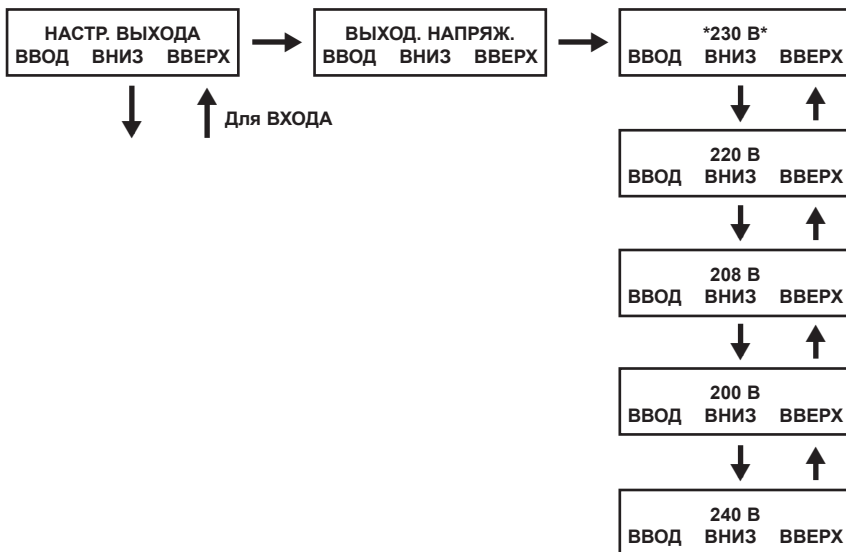 НАСТР. ВЫХОДА
ВВОД ВНИЗ ВВЕРХ
ВЫХОД. НАПРЯЖ.
ВВОД ВНИЗ ВВЕРХ
*230 В*
ВВОД ВНИЗ ВВЕРХ
Для ВХОДА
220 В
ВВОД ВНИЗ ВВЕРХ
208 В
ВВОД ВНИЗ ВВЕРХ
200 В
ВВОД ВНИЗ ВВЕРХ
240 В
ВВОД ВНИЗ ВВЕРХ